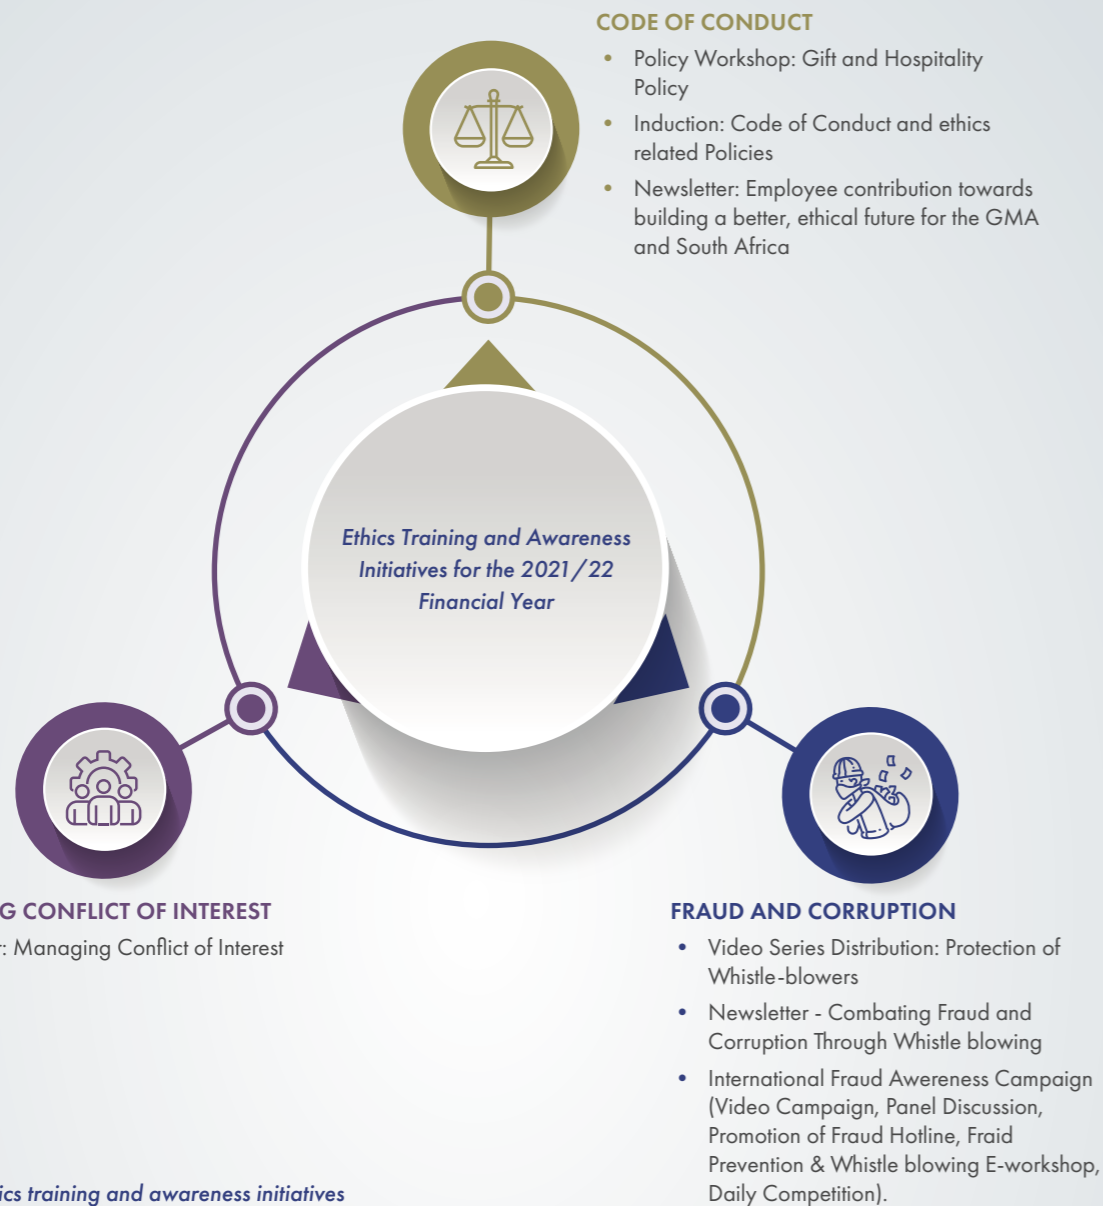 CODE OF CONDUCT
• Policy Workshop: Gift and Hospitality
Policy
• Induction: Code of Conduct and ethics
related Policies
• Newsletter: Employee contribution towards
building a better, ethical future for the GMA
and South Africa
Ethics Training and Awareness
Initiatives for the 2021/22
Financial Year
CONFLICT OF INTEREST
Managing Conflict of Interest
FRAUD AND CORRUPTION
• Video Series Distribution: Protection of
Whistle-blowers
• Newsletter - Combating Fraud and
Corruption Through Whistle blowing
• International Fraud Awereness Campaign
(Video Campaign, Panel Discussion,
Promotion of Fraud Hotline, Fraid
Prevention & Whistle blowing E-workshop,
Daily Competition).
training and awareness initiatives